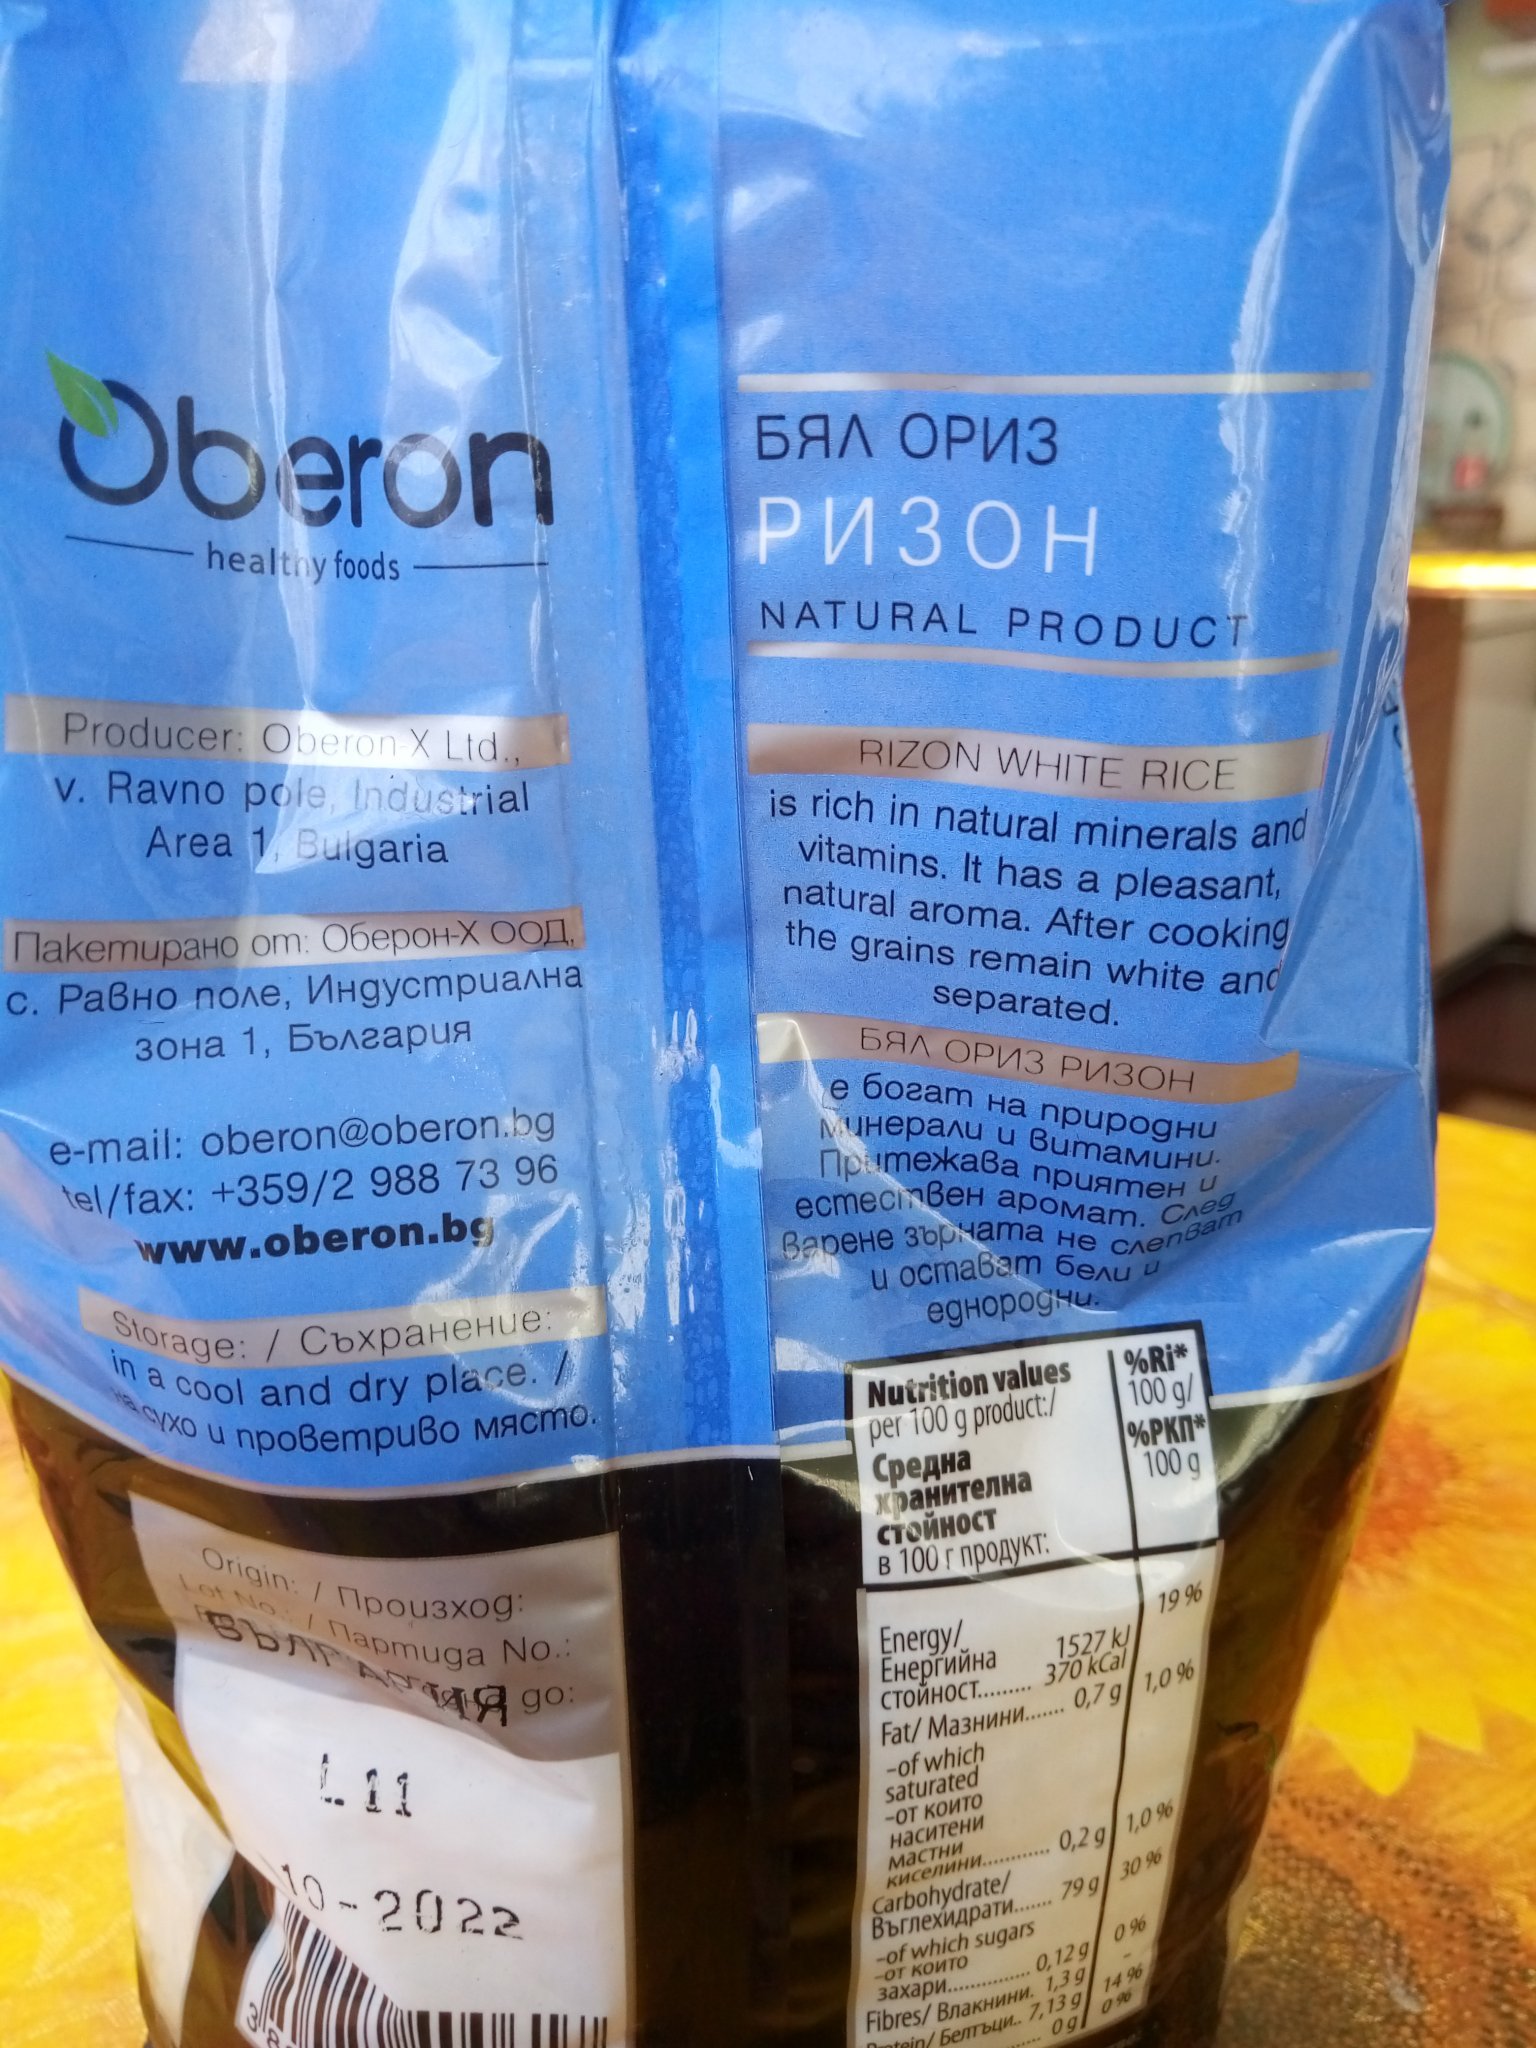 Oberon
healthy foods
Producer: Oberon-X Ltd.,
v. Ravno pole, Industrial
Area 1, Bulgaria
Пакетирано от: Оберон-Х ООД,
с. Равно поле, Индустриална
зона 1, България
e-mail: oberon@oberon.bg
tel/fax: +359/2 988 73 96
www.oberon.bg
Storage: / Съхранение:
in a cool and dry place. /
на сухо и проветриво място.
Origin: / Произход:
Lot No.: / Партида No.:
БЪЛГАРИЯ
до:
L11
10-2022
БЯЛ ОРИЗ
РИЗОН
NATURAL PRODUCT
RIZON WHITE RICE
is rich in natural minerals and
vitamins. It has a pleasant,
natural aroma. After cooking
the grains remain white and
separated.
БЯЛ ОРИЗ РИЗОН
е богат на природни
минерали и витамини.
Притежава приятен и
естествен аромат. След
варене зърната не слепват
и остават бели и
еднородни.
Nutrition values
per 100 g product:/
Средна
хранителна
стойност
в 100 г продукт:
%Ri*
100 g/
%РКП*
100 g
Energy/
Енергийна 1527 kJ
стойност......... 370 kCal 19 %
Fat/ Мазнини....... 0,7 g 1,0 %
-of which
saturated
-от които
наситени
мастни
киселини............ 0,2 g 1,0 %
Carbohydrate/
Въглехидрати....... 79 g 30 %
-of which sugars
-от които
захари............... 0,12 g 0 %
Fibres/ Влакнини. 1,3 g -
Protein/ Белтъци.. 7,13 g 14 %
0 g 0 %